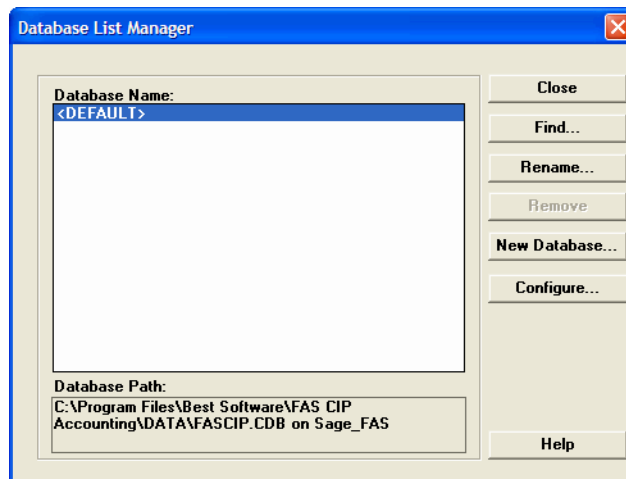 Database List Manager
Database Name:
<DEFAULT>
Close
Find...
Rename...
Remove
New Database...
Configure...
Database Path:
C:\Program Files\Best Software\FAS CIP
Accounting\DATA\FASCIP.CDB on Sage_FAS
Help